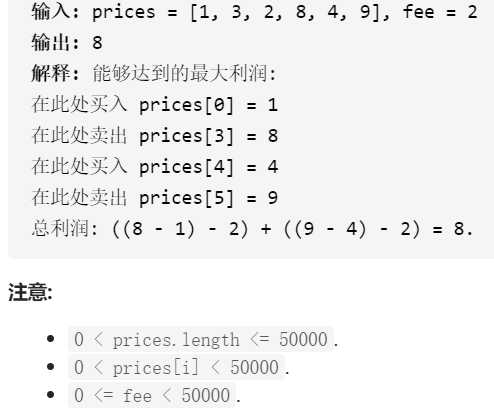 输入: prices = [1, 3, 2, 8, 4, 9], fee = 2
输出: 8
解释: 能够达到的最大利润:
在此处买入 prices[0] = 1
在此处卖出 prices[3] = 8
在此处买入 prices[4] = 4
在此处卖出 prices[5] = 9
总利润: ((8 - 1) - 2) + ((9 - 4) - 2) = 8.
注意:
• 0 < prices.length <= 50000.
• 0 < prices[i] < 50000.
• 0 <= fee < 50000.